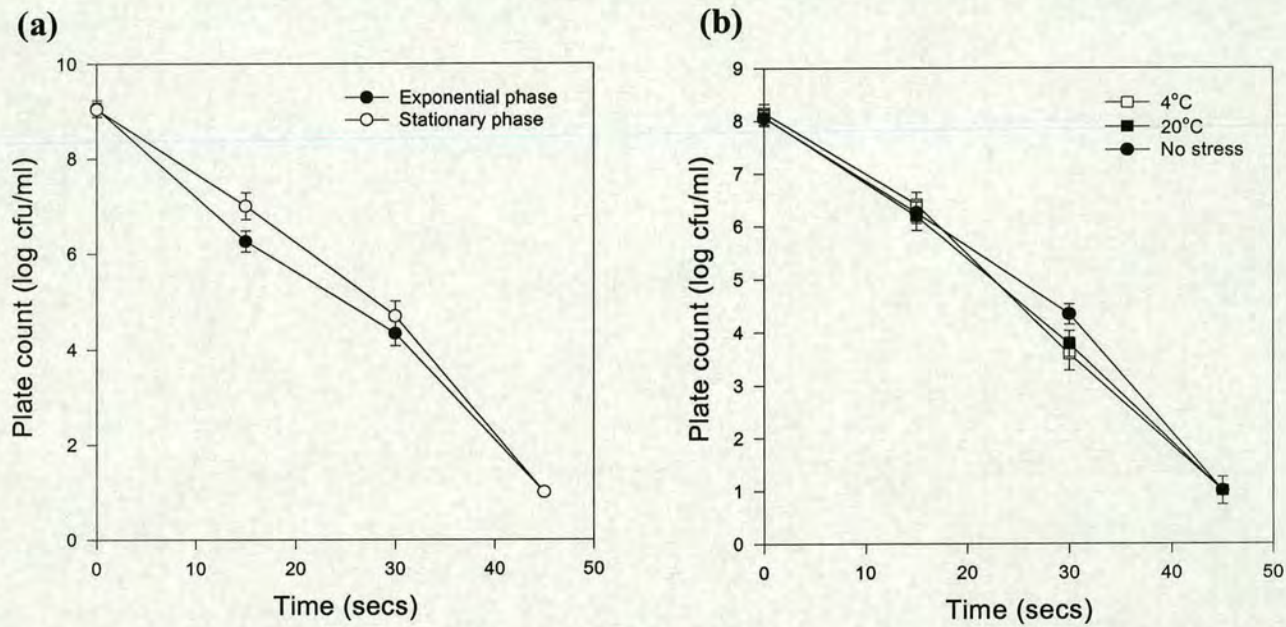 (a)
10
8
6
4
2
0
Plate count (log cfu/ml)
Exponential phase
Stationary phase
0 10 20 30 40 50
Time (secs)
(b)
9
8
7
6
5
4
3
2
1
0
Plate count (log cfu/ml)
4°C
20°C
No stress
0 10 20 30 40 50
Time (secs)